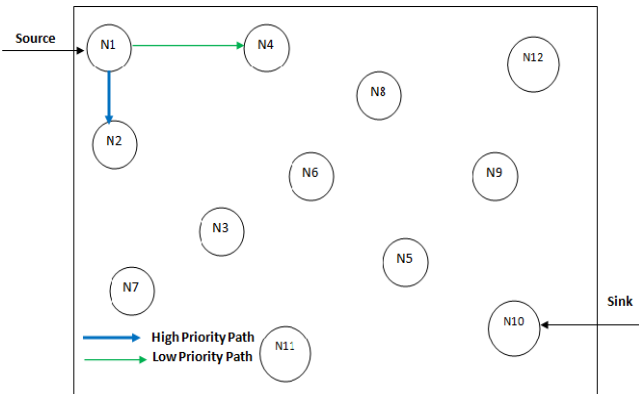 Source
N1
N4
N12
N8
N2
N6
N9
N3
N5
N7
Sink
N10
High Priority Path
N11
Low Priority Path